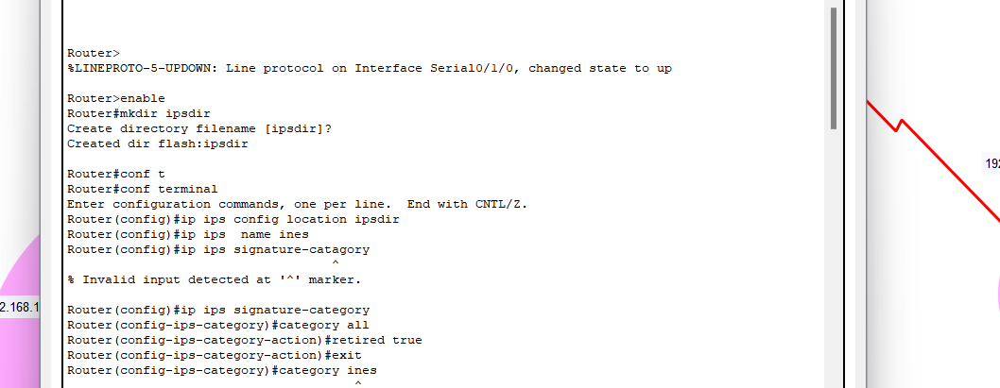 Router>
%LINEPROTO-5-UPDOWN: Line protocol on Interface Serial0/1/0, changed state to up
Router>enable
Router#mkdir ipsdir
Create directory filename [ipsdir]?
Created dir flash:ipsdir
Router#conf t
Router#conf terminal
Enter configuration commands, one per line.  End with CNTL/Z.
Router(config)#ip ips config location ipsdir
Router(config)#ip ips  name ines
Router(config)#ip ips signature-catagory
^
% Invalid input detected at '^' marker.
Router(config)#ip ips signature-category
Router(config-ips-category)#category all
Router(config-ips-category-action)#retired true
Router(config-ips-category-action)#exit
Router(config-ips-category)#category ines
^
2.168.1
192